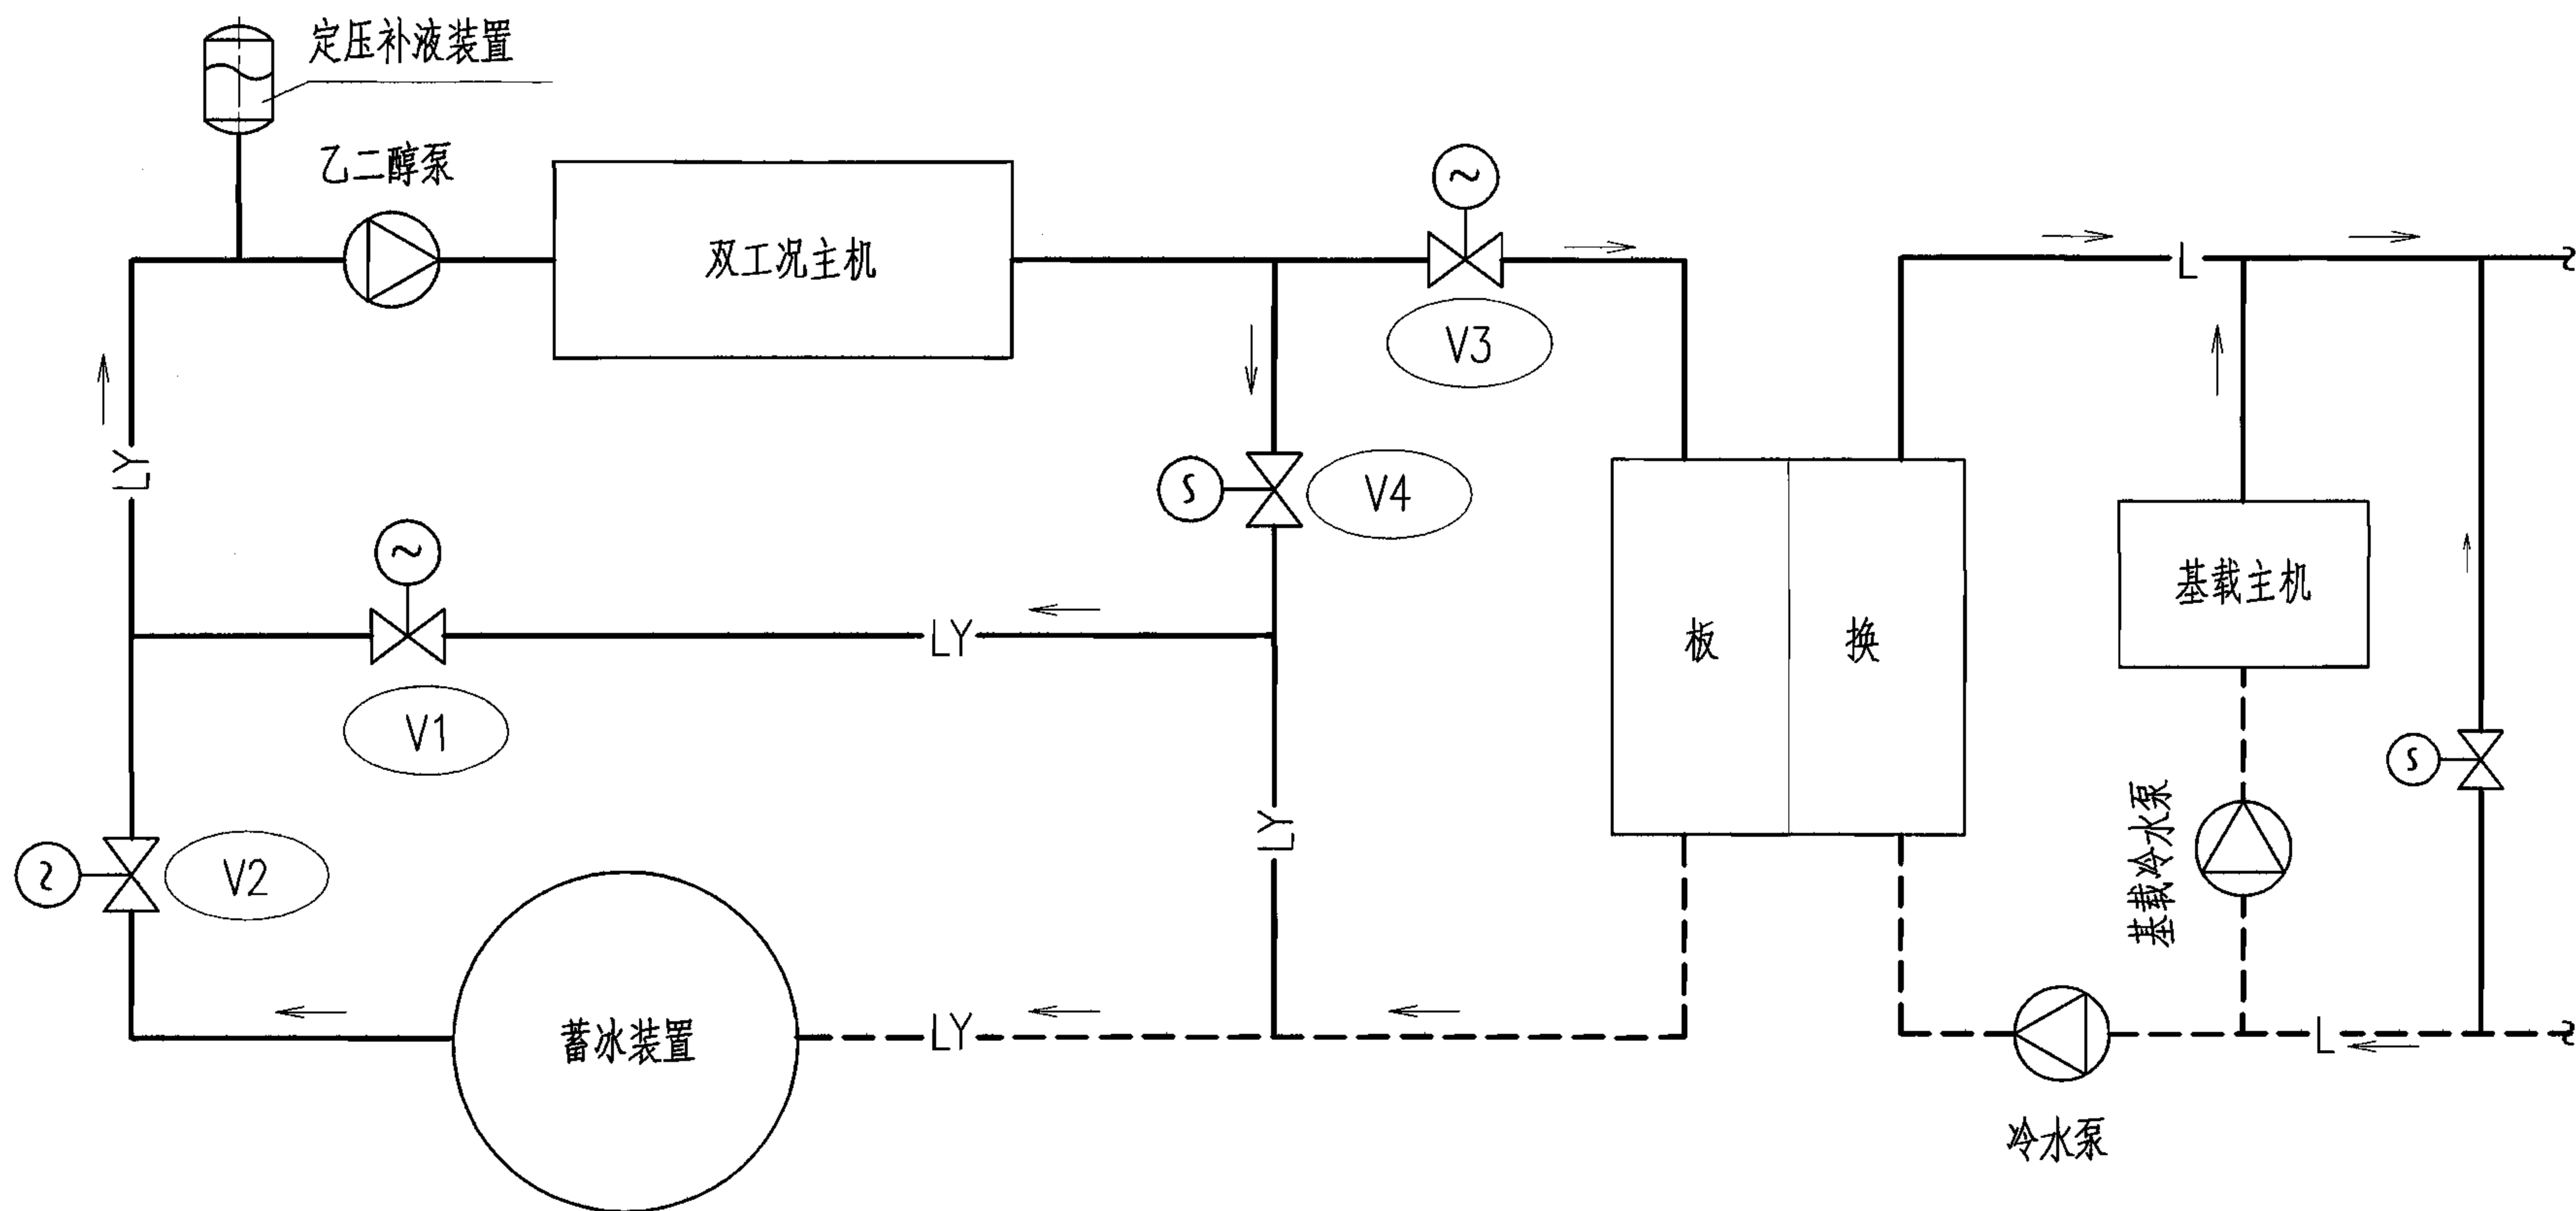 定压补液装置
乙二醇泵
双工况主机
V3
L
LY
V4
V1
LY
板 换
基载主机
V2
LY
基载冷水泵
蓄冰装置
LY
L
冷水泵